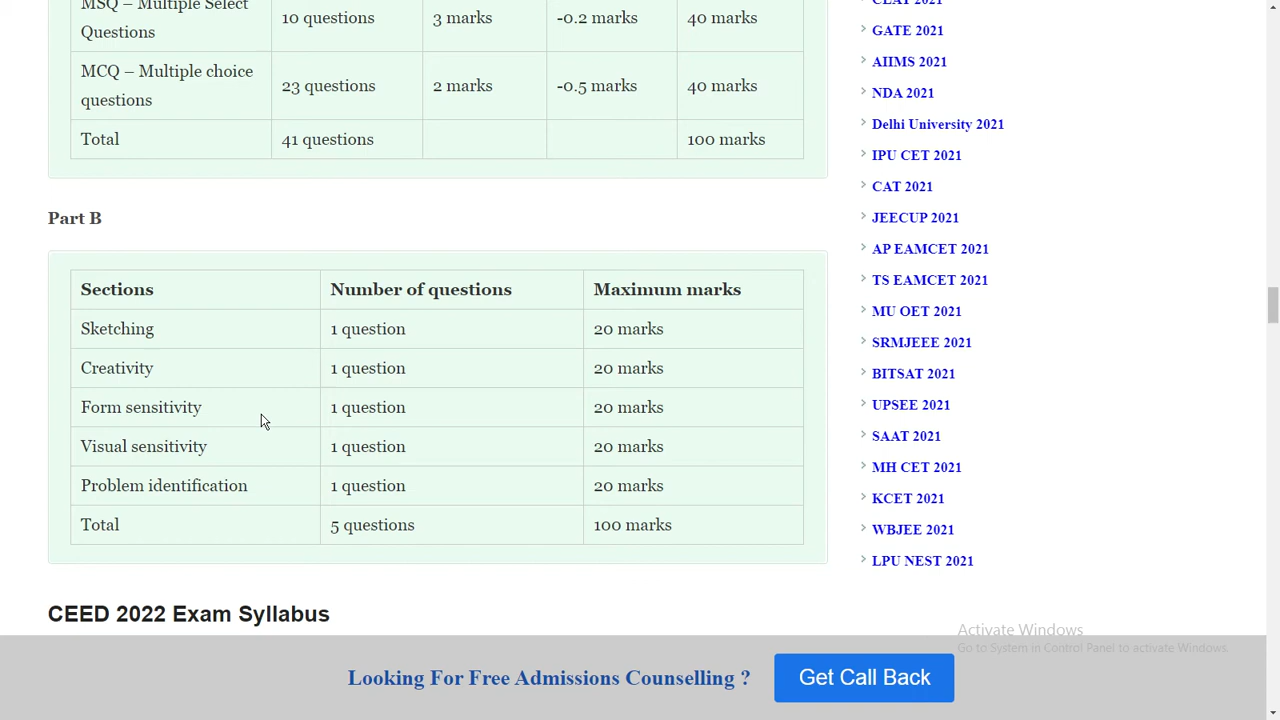 MSQ – Multiple Select
Questions
10 questions
3 marks
-0.2 marks
40 marks
MCQ – Multiple choice
questions
23 questions
2 marks
-0.5 marks
40 marks
Total
41 questions
100 marks
Part B
Sections
Number of questions
Maximum marks
Sketching
1 question
20 marks
Creativity
1 question
20 marks
Form sensitivity
1 question
20 marks
Visual sensitivity
1 question
20 marks
Problem identification
1 question
20 marks
Total
5 questions
100 marks
CEED 2022 Exam Syllabus
CLAT 2021
GATE 2021
AIIMS 2021
NDA 2021
Delhi University 2021
IPU CET 2021
CAT 2021
JEECUP 2021
AP EAMCET 2021
TS EAMCET 2021
MU OET 2021
SRMJEEE 2021
BITSAT 2021
UPSEE 2021
SAAT 2021
MH CET 2021
KCET 2021
WBJEE 2021
LPU NEST 2021
Activate Windows
Go to System in Control Panel to activate Windows.
Looking For Free Admissions Counselling ?
Get Call Back